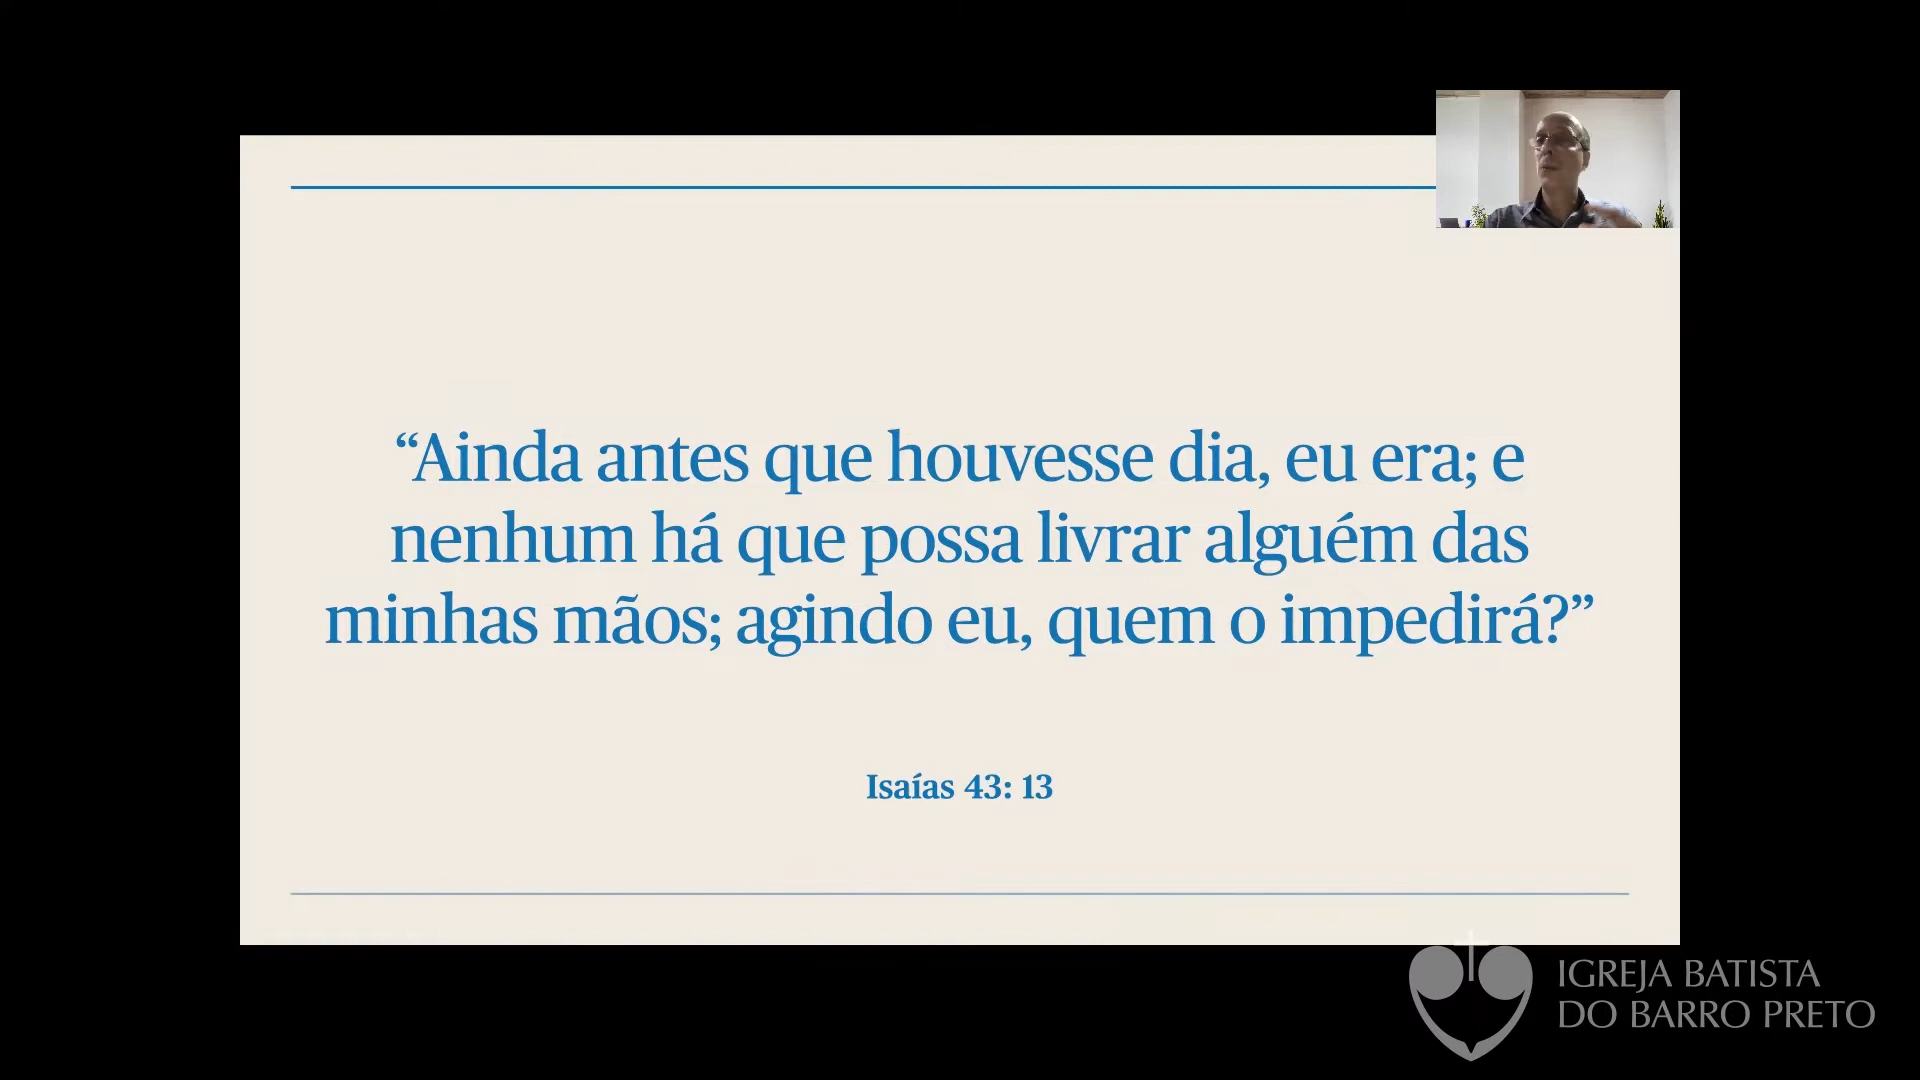 “Ainda antes que houvesse dia, eu era; e
nenhum há que possa livrar alguém das
minhas mãos; agindo eu, quem o impedirá?”
Isaías 43: 13
IGREJA BATISTA
DO BARRO PRETO